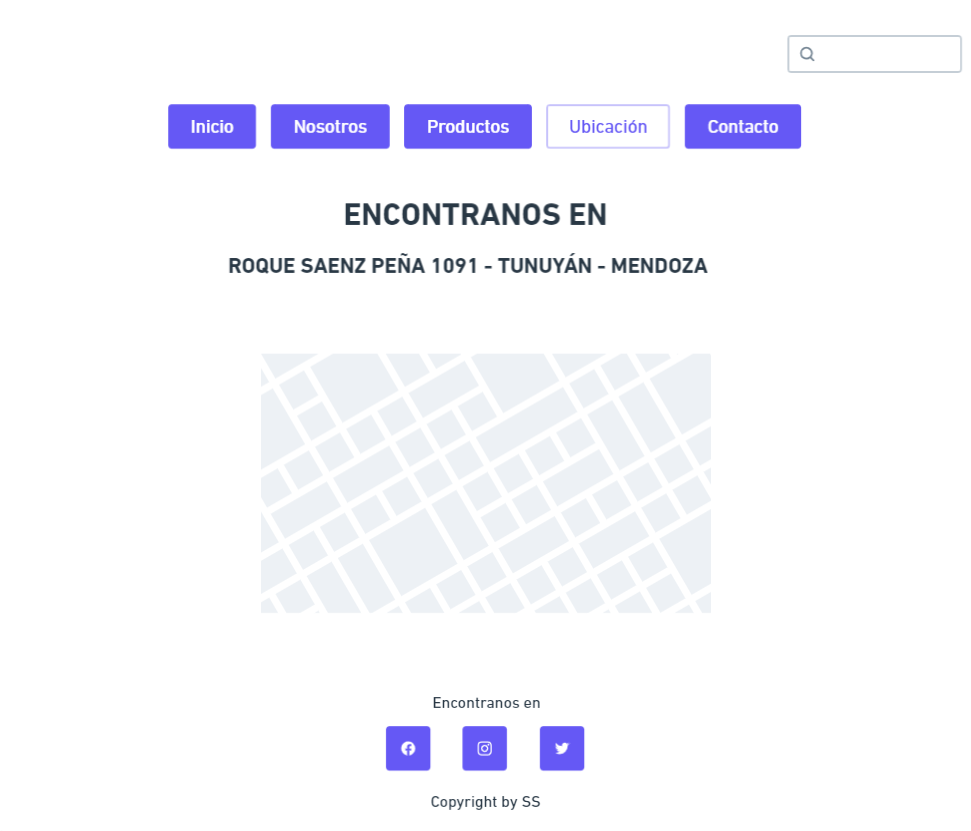 Inicio Nosotros Productos Ubicación Contacto
ENCONTRANOS EN
ROQUE SAENZ PEÑA 1091 - TUNUYÁN - MENDOZA
Encontranos en
Copyright by SS